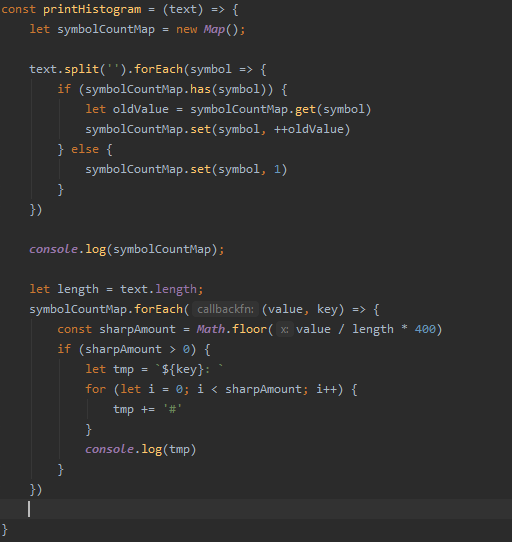 const printHistogram = (text) => {
    let symbolCountMap = new Map();

    text.split('').forEach(symbol => {
        if (symbolCountMap.has(symbol)) {
            let oldValue = symbolCountMap.get(symbol)
            symbolCountMap.set(symbol, ++oldValue)
        } else {
            symbolCountMap.set(symbol, 1)
        }
    })

    console.log(symbolCountMap);

    let length = text.length;
    symbolCountMap.forEach( callbackfn: (value, key) => {
        const sharpAmount = Math.floor( x: value / length * 400)
        if (sharpAmount > 0) {
            let tmp = `${key}: `
            for (let i = 0; i < sharpAmount; i++) {
                tmp += '#'
            }
            console.log(tmp)
        }
    })

}